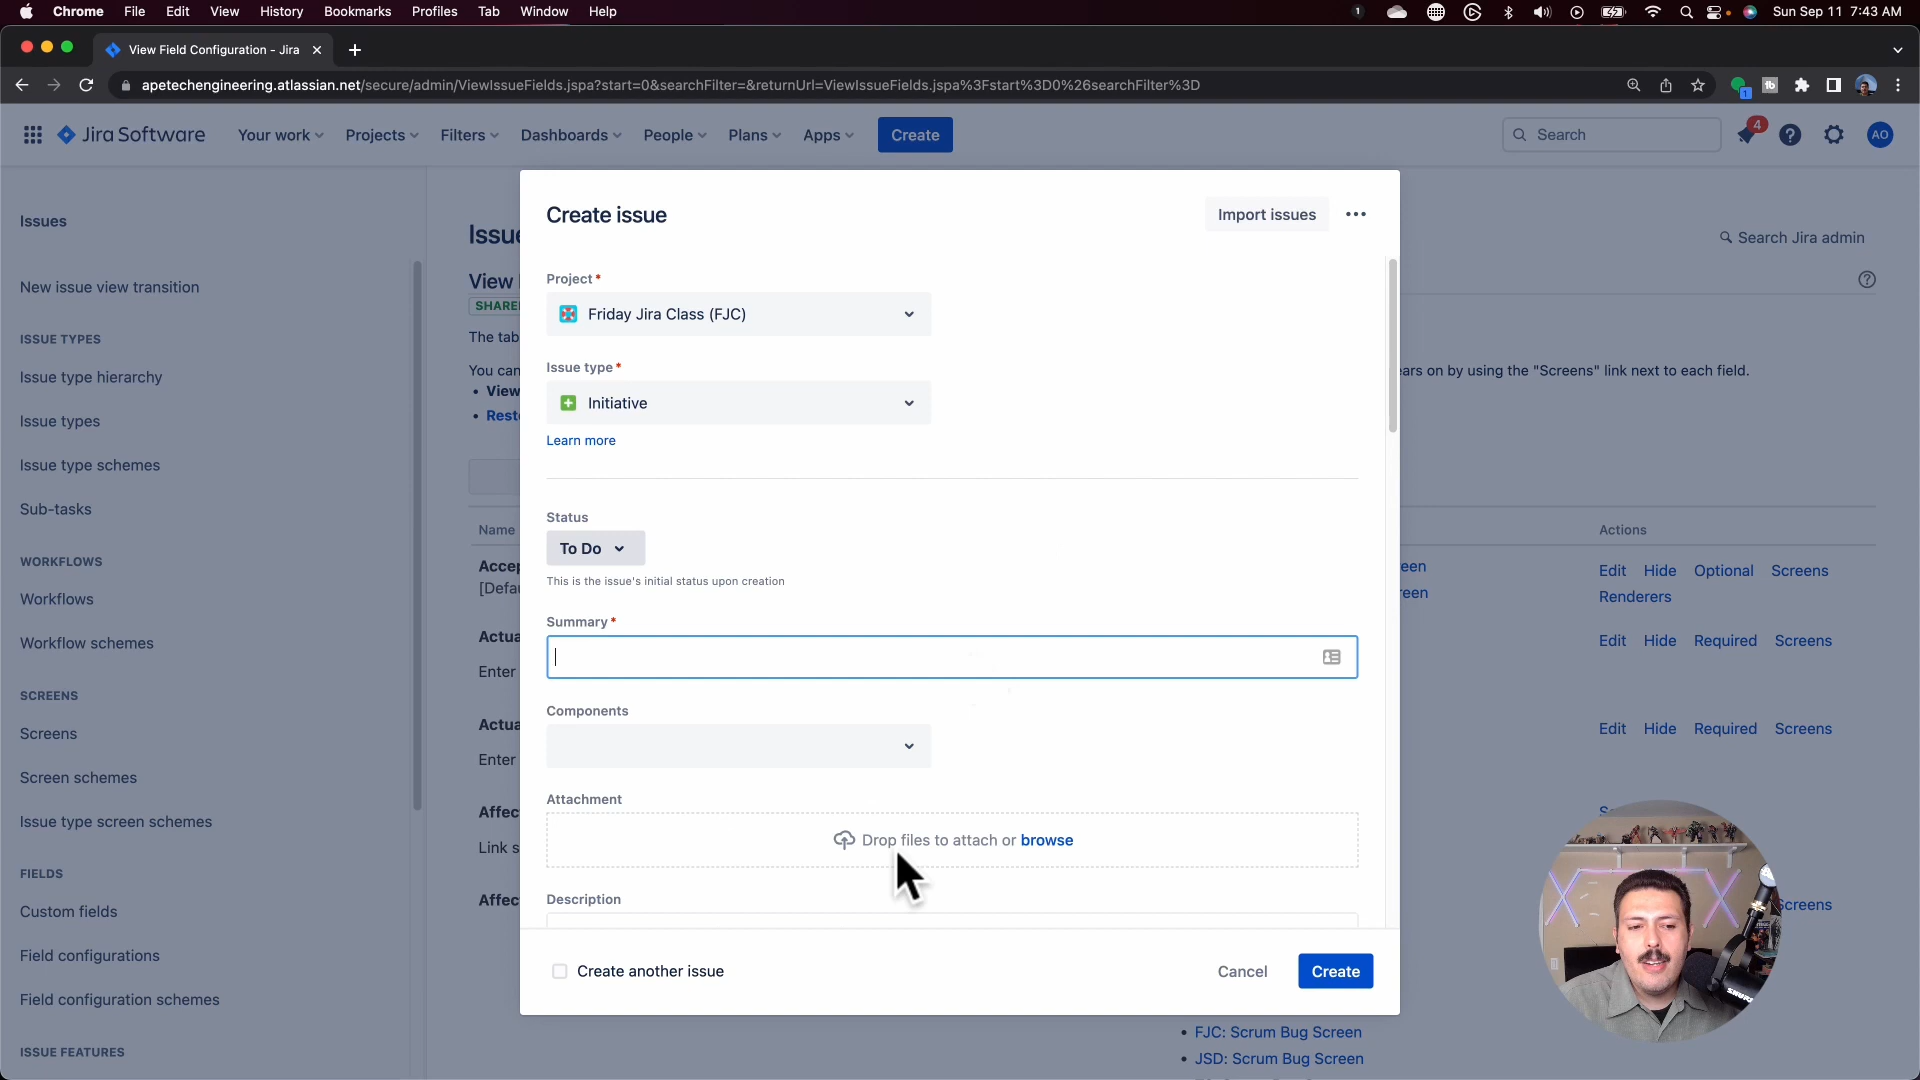 Chrome File Edit View History Bookmarks Profiles Tab Window Help
1 Sun Sep 11 7:43 AM
View Field Configuration - Jira
apetechengineering.atlassian.net/secure/admin/ViewIssueFields.jspa?start=0&searchFilter=&returnUrl=ViewIssueFields.jspa%3Fstart%3D0%26searchFilter%3D
1
Jira Software Your work Projects Filters Dashboards People Plans Apps Create Search 4 AO
Issues
New issue view transition
ISSUE TYPES
Issue type hierarchy
Issue types
Issue type schemes
Sub-tasks
WORKFLOWS
Workflows
Workflow schemes
SCREENS
Screens
Screen schemes
Issue type screen schemes
FIELDS
Custom fields
Field configurations
Field configuration schemes
ISSUE FEATURES
Issue
Search Jira admin
View
SHARE
The tab
You can
ars on by using the "Screens" link next to each field.
• View
• Rest
Name
Actions
Accep
[Defau
een
reen
Edit Hide Optional Screens
Renderers
Actua
Enter
Edit Hide Required Screens
Actua
Enter
Edit Hide Required Screens
Affec
Link s
Affec
Screens
• FJC: Scrum Bug Screen
• JSD: Scrum Bug Screen
Create issue
Import issues
Project *
Friday Jira Class (FJC)
Issue type *
Initiative
Learn more
Status
To Do
This is the issue's initial status upon creation
Summary *
Components
Attachment
Drop files to attach or browse
Description
Create another issue
Cancel
Create
SHURE